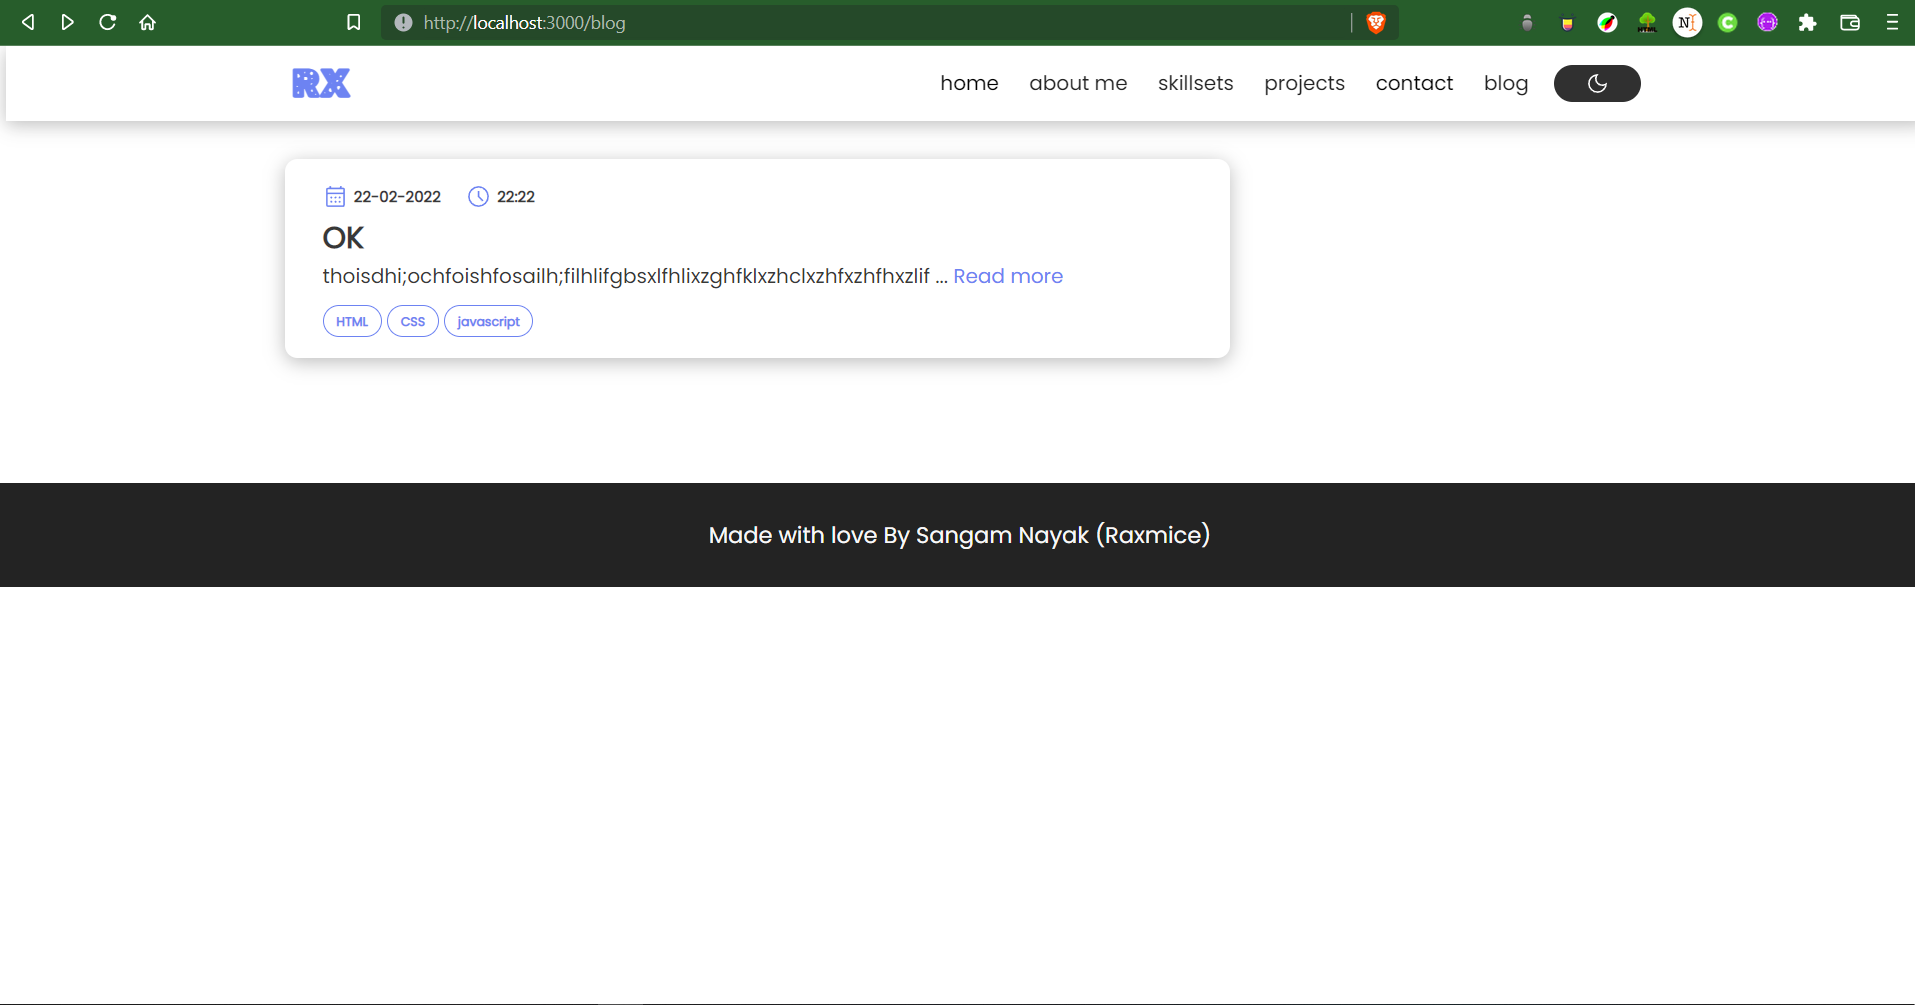 http://localhost:3000/blog
RX
home about me skillsets projects contact blog
22-02-2022 22:22
OK
thoisdhi;ochfoishfosailh;filhlifgbsxlfhlixzghfklxzhclxzhfxzhfhxzlif ... Read more
HTML CSS javascript
Made with love By Sangam Nayak (Raxmice)